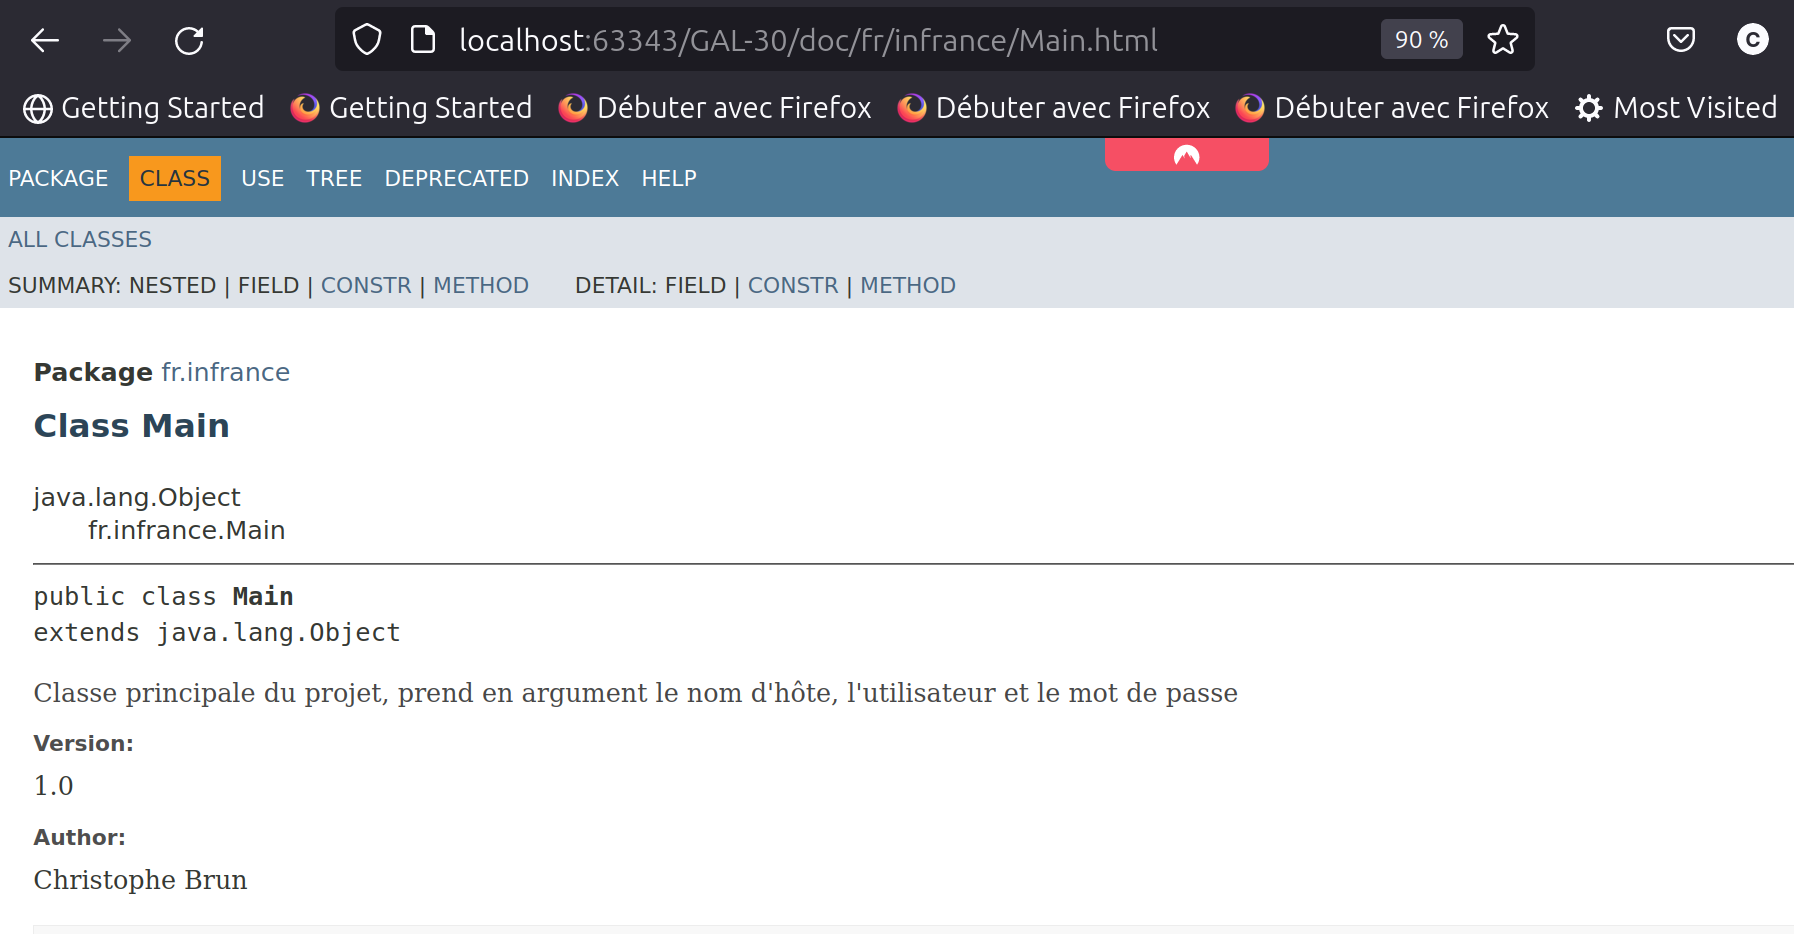 localhost:63343/GAL-30/doc/fr/infrance/Main.html 90 % C
Getting Started Getting Started Débuter avec Firefox Débuter avec Firefox Débuter avec Firefox Most Visited
PACKAGE CLASS USE TREE DEPRECATED INDEX HELP
ALL CLASSES
SUMMARY: NESTED | FIELD | CONSTR | METHOD DETAIL: FIELD | CONSTR | METHOD
Package fr.infrance
Class Main
java.lang.Object
fr.infrance.Main
public class Main
extends java.lang.Object
Classe principale du projet, prend en argument le nom d'hôte, l'utilisateur et le mot de passe
Version:
1.0
Author:
Christophe Brun